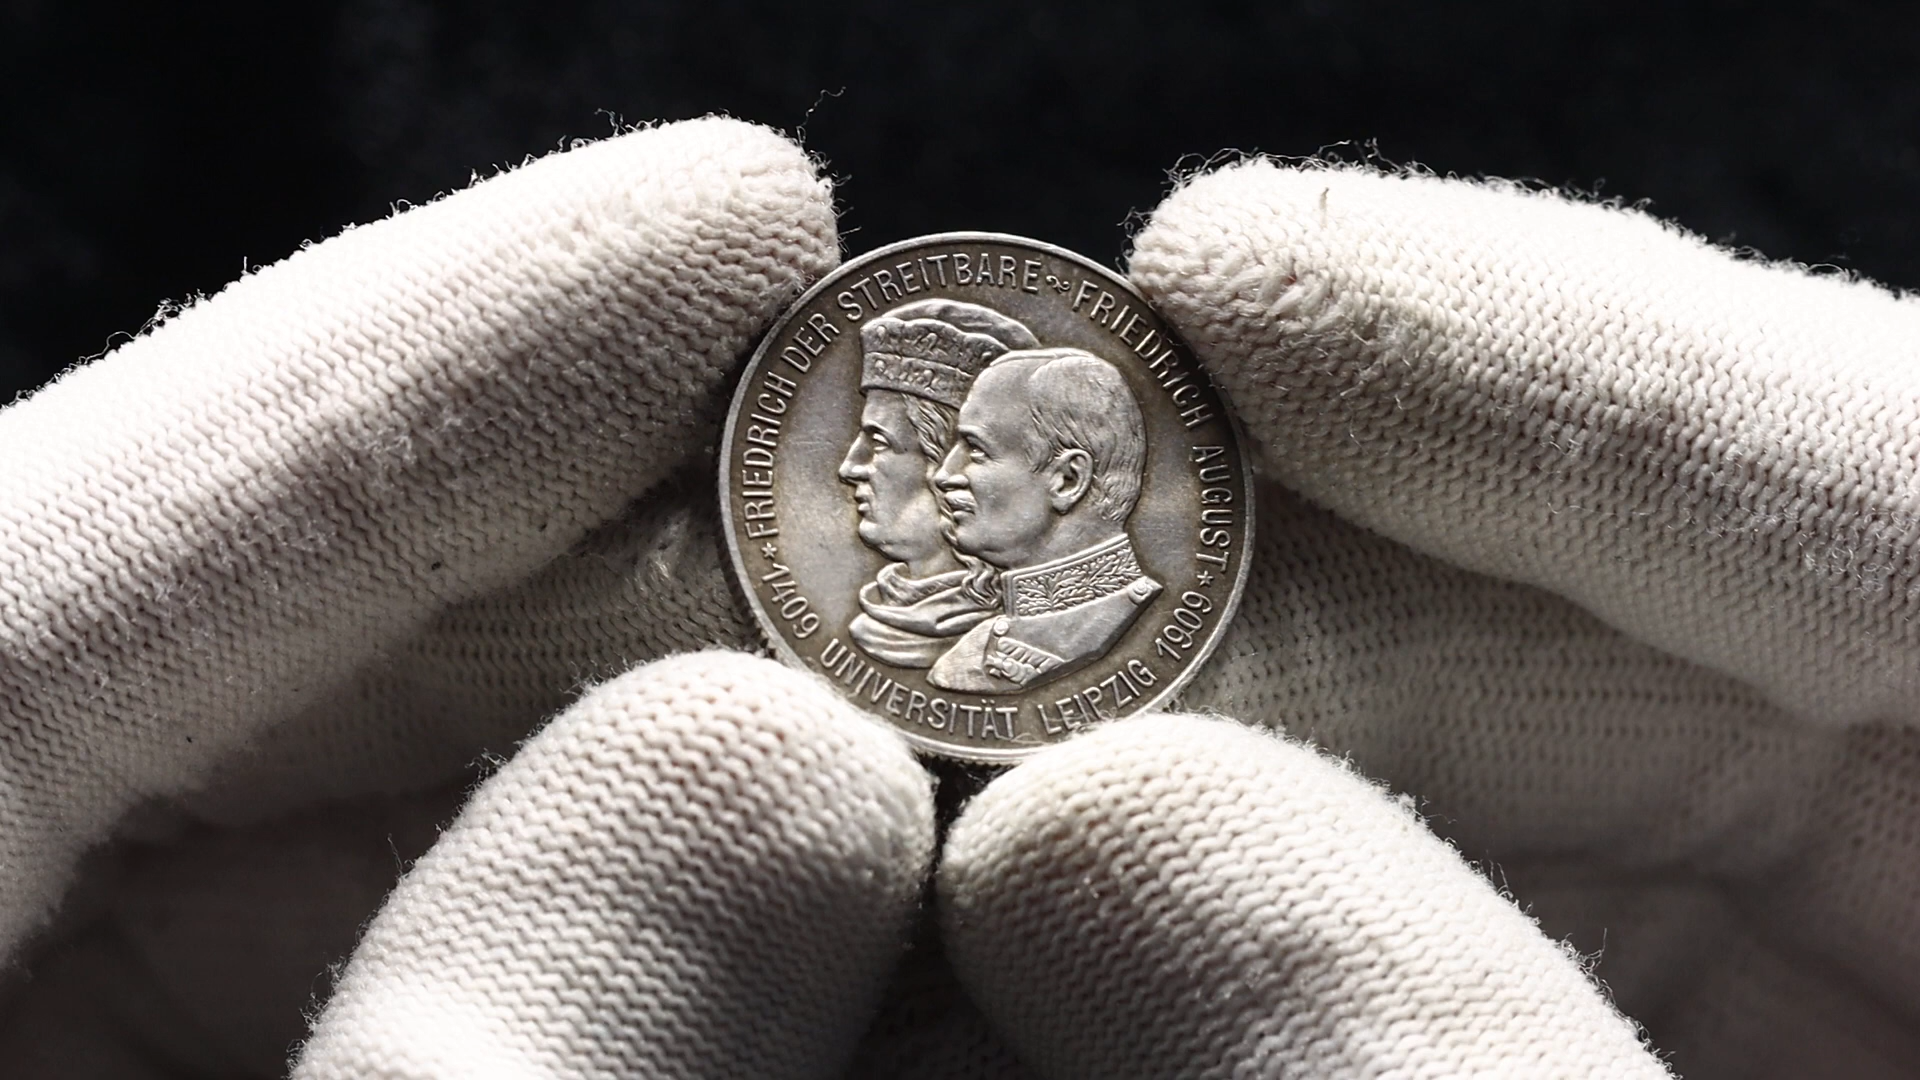 *FRIEDRICH DER STREITBARE~FRIEDRICH AUGUST*
1409 UNIVERSITÄT LEIPZIG 1909